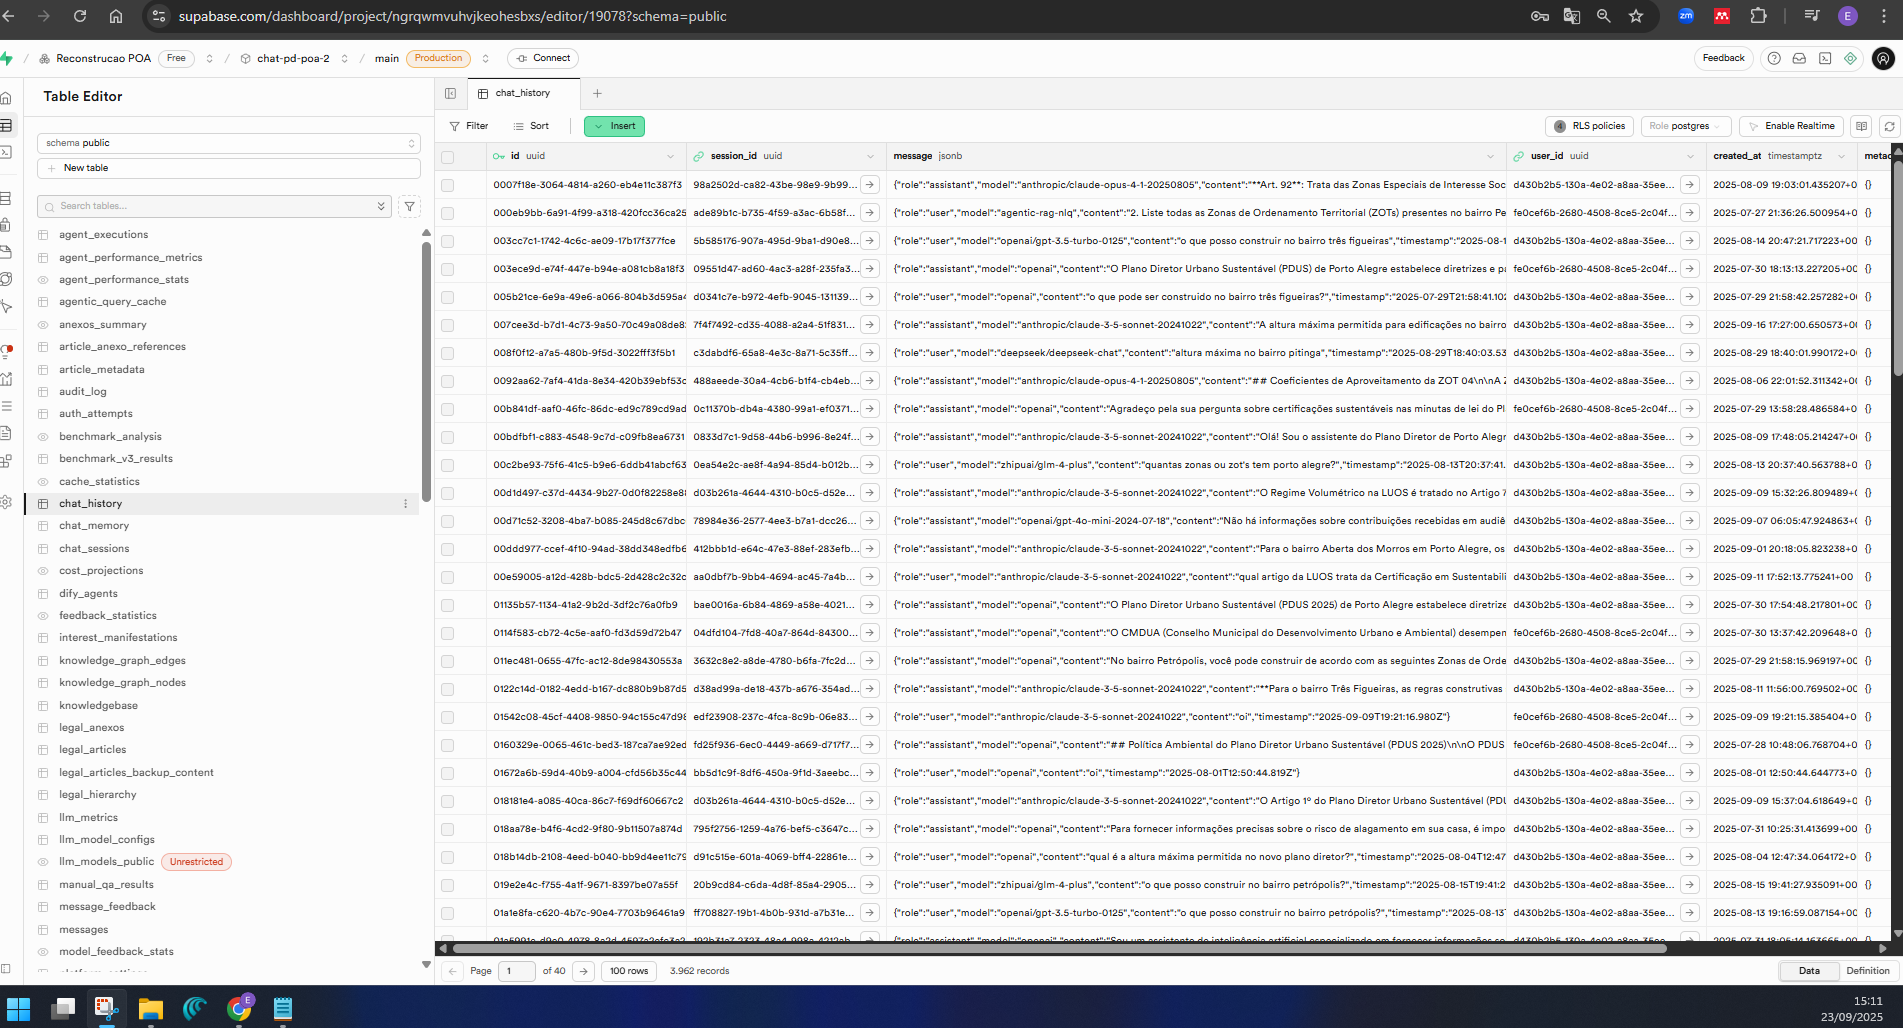 supabase.com/dashboard/project/ngrqwmvuhvjkeohesbxs/editor/19078?schema=public
Reconstrucao POA Free / chat-pd-poa-2 / main Production Connect Feedback
Table Editor
chat_history
schema public
New table
Search tables...
agent_executions
agent_performance_metrics
agent_performance_stats
agentic_query_cache
anexos_summary
article_anexo_references
article_metadata
audit_log
auth_attempts
benchmark_analysis
benchmark_v3_results
cache_statistics
chat_history
chat_memory
chat_sessions
cost_projections
dify_agents
feedback_statistics
interest_manifestations
knowledge_graph_edges
knowledge_graph_nodes
knowledgebase
legal_anexos
legal_articles
legal_articles_backup_content
legal_hierarchy
llm_metrics
llm_model_configs
llm_models_public Unrestricted
manual_qa_results
message_feedback
messages
model_feedback_stats
Filter Sort Insert 4 RLS policies Role postgres Enable Realtime
id uuid session_id uuid message jsonb user_id uuid created_at timestamptz
0007f18e-3064-4814-a260-eb4e11c387f3 98a2502d-ca82-43be-98e9-9b99... {"role":"assistant","model":"anthropic/claude-opus-4-1-20250805","content":"**Art. 92**: Trata das Zonas Especiais de Interesse Soc d430b2b5-130a-4e02-a8aa-35ee... 2025-08-09 19:03:01.435207+0 {}
000eb9bb-6a91-4f99-a318-420fcc36ca25 ade89b1c-b735-4f59-a3ac-6b58f... {"role":"user","model":"agentic-rag-nlq","content":"2. Liste todas as Zonas de Ordenamento Territorial (ZOTs) presentes no bairro Pe fe0cef6b-2680-4508-8ce5-2c04f... 2025-07-27 21:36:26.500954+0 {}
003cc7c1-1742-4c6c-ae09-17b17f377fce 5b585176-907a-495d-9ba1-d90e8... {"role":"user","model":"openai/gpt-3.5-turbo-0125","content":"o que posso construir no bairro três figueiras","timestamp":"2025-08-1 d430b2b5-130a-4e02-a8aa-35ee... 2025-08-14 20:47:21.717223+00 {}
003ece9d-e74f-447e-b94e-a081cb8a18f3 09551d47-ad60-4ac3-a28f-235fa3... {"role":"assistant","model":"openai","content":"O Plano Diretor Urbano Sustentável (PDUS) de Porto Alegre estabelece diretrizes e pa fe0cef6b-2680-4508-8ce5-2c04f... 2025-07-30 18:13:13.227205+00 {}
005b21ce-6e9a-49e6-a066-804b3d595a4 d0341c7e-b972-4efb-9045-131139... {"role":"user","model":"openai","content":"o que pode ser construido no bairro três figueiras?","timestamp":"2025-07-29T21:58:41.102 d430b2b5-130a-4e02-a8aa-35ee... 2025-07-29 21:58:42.257282+0 {}
007cee3d-b7d1-4c73-9a50-70c49a08de8 7f4f7492-cd35-4088-a2a4-51f831... {"role":"assistant","model":"anthropic/claude-3-5-sonnet-20241022","content":"A altura máxima permitida para edificações no bairro d430b2b5-130a-4e02-a8aa-35ee... 2025-09-16 17:27:00.650573+0 {}
008f0f12-a7a5-480b-9f5d-3022fff3f5b1 c3dabdf6-65a8-4e3c-8a71-5c35ff... {"role":"user","model":"deepseek/deepseek-chat","content":"altura máxima no bairro pitinga","timestamp":"2025-08-29T18:40:03.53 d430b2b5-130a-4e02-a8aa-35ee... 2025-08-29 18:40:01.990172+0 {}
0092aa62-7af4-41da-8e34-420b39ebf53c 488aeede-30a4-4cb6-b1f4-cb4eb... {"role":"assistant","model":"anthropic/claude-opus-4-1-20250805","content":"## Coeficientes de Aproveitamento da ZOT 04\n\nA Z d430b2b5-130a-4e02-a8aa-35ee... 2025-08-06 22:01:52.311342+0 {}
00b841df-aaf0-46fc-86dc-ed9c789cd9ad 0c11370b-db4a-4380-99a1-ef0371... {"role":"assistant","model":"openai","content":"Agradeço pela sua pergunta sobre certificações sustentáveis nas minutas de lei do Pl fe0cef6b-2680-4508-8ce5-2c04f... 2025-07-29 13:58:28.486584+0 {}
00bdfbf1-c883-4548-9c7d-c09fb8ea6731 0833d7c1-9d58-44b6-b996-8e24f... {"role":"assistant","model":"anthropic/claude-3-5-sonnet-20241022","content":"Olá! Sou o assistente do Plano Diretor de Porto Alegr d430b2b5-130a-4e02-a8aa-35ee... 2025-08-09 17:48:05.214247+0 {}
00c2be93-75f6-41c5-b9e6-6ddb41abcf63 0ea54e2c-ae8f-4a94-85d4-b012b... {"role":"user","model":"zhipuai/glm-4-plus","content":"quantas zonas ou zot's tem porto alegre?","timestamp":"2025-08-13T20:37:41. d430b2b5-130a-4e02-a8aa-35ee... 2025-08-13 20:37:40.563788+0 {}
00d1d497-c37d-4434-9b27-0d0f82258e8 d03b261a-4644-4310-b0c5-d52e... {"role":"assistant","model":"anthropic/claude-3-5-sonnet-20241022","content":"O Regime Volumétrico na LUOS é tratado no Artigo 7 d430b2b5-130a-4e02-a8aa-35ee... 2025-09-09 15:32:26.809489+0 {}
00d71c52-3208-4ba7-b085-245d8c67dbc 78984e36-2577-4ee3-b7a1-dcc26... {"role":"assistant","model":"openai/gpt-4o-mini-2024-07-18","content":"Não há informações sobre contribuições recebidas em audiê d430b2b5-130a-4e02-a8aa-35ee... 2025-09-07 06:05:47.924863+0 {}
00ddd977-ccef-4f10-94ad-38dd348edfb6 412bbb1d-e64c-47e3-88ef-283efb... {"role":"assistant","model":"anthropic/claude-3-5-sonnet-20241022","content":"Para o bairro Aberta dos Morros em Porto Alegre, os d430b2b5-130a-4e02-a8aa-35ee... 2025-09-01 20:18:05.823238+0 {}
00e59005-a12d-428b-bdc5-2d428c2c32c aa0dbf7b-9bb4-4694-ac45-7a4b... {"role":"user","model":"anthropic/claude-3-5-sonnet-20241022","content":"qual artigo da LUOS trata da Certificação em Sustentabili d430b2b5-130a-4e02-a8aa-35ee... 2025-09-11 17:52:13.775241+00 {}
01135b57-1134-41a2-9b2d-3df2c76a0fb9 bae0016a-6b84-4869-a58e-4021... {"role":"assistant","model":"openai","content":"O Plano Diretor Urbano Sustentável (PDUS 2025) de Porto Alegre estabelece diretrize fe0cef6b-2680-4508-8ce5-2c04f... 2025-07-30 17:54:48.217801+00 {}
0114f583-cb72-4c5e-aaf0-fd3d59d72b47 04dfd104-7fd8-40a7-864d-84300... {"role":"assistant","model":"openai","content":"O CMDUA (Conselho Municipal do Desenvolvimento Urbano e Ambiental) desempen fe0cef6b-2680-4508-8ce5-2c04f... 2025-07-30 13:37:42.209648+0 {}
011ec481-0655-47fc-ac12-8de98430553a 3632c8e2-a8de-4780-b6fa-7fc2d... {"role":"assistant","model":"openai","content":"No bairro Petrópolis, você pode construir de acordo com as seguintes Zonas de Orde fe0cef6b-2680-4508-8ce5-2c04f... 2025-07-29 21:58:15.969197+00 {}
0122c14d-0182-4edd-b167-dc880b9b87d5 d38ad99a-de18-437b-a676-354ad... {"role":"assistant","model":"anthropic/claude-3-5-sonnet-20241022","content":"**Para o bairro Três Figueiras, as regras construtivas d430b2b5-130a-4e02-a8aa-35ee... 2025-08-11 11:56:00.769502+00 {}
01542c08-45cf-4408-9850-94c155c47d98 edf23908-237c-4fca-8c9b-06e83... {"role":"user","model":"anthropic/claude-3-5-sonnet-20241022","content":"oi","timestamp":"2025-09-09T19:21:16.980Z"} fe0cef6b-2680-4508-8ce5-2c04f... 2025-09-09 19:21:15.385404+0 {}
0160329e-0065-461c-bed3-187ca7ae92ed fd25f936-6ec0-4449-a669-d717f7... {"role":"assistant","model":"openai","content":"## Política Ambiental do Plano Diretor Urbano Sustentável (PDUS 2025)\n\nO PDUS fe0cef6b-2680-4508-8ce5-2c04f... 2025-07-28 10:48:06.768704+0 {}
01672a6b-59d4-40b9-a004-cfd56b35c44 bb5d1c9f-8df6-450a-9f1d-3aeebc... {"role":"user","model":"openai","content":"oi","timestamp":"2025-08-01T12:50:44.819Z"} d430b2b5-130a-4e02-a8aa-35ee... 2025-08-01 12:50:44.644773+0 {}
018181e4-a085-40ca-86c7-f69df60667c2 d03b261a-4644-4310-b0c5-d52e... {"role":"assistant","model":"anthropic/claude-3-5-sonnet-20241022","content":"O Artigo 1º do Plano Diretor Urbano Sustentável (PDU d430b2b5-130a-4e02-a8aa-35ee... 2025-09-09 15:37:04.618649+0 {}
018aa78e-b4f6-4cd2-9f80-9b11507a874d 795f2756-1259-4a76-bef5-c3647c... {"role":"assistant","model":"openai","content":"Para fornecer informações precisas sobre o risco de alagamento em sua casa, é impo d430b2b5-130a-4e02-a8aa-35ee... 2025-07-31 10:25:31.413699+00 {}
018b14db-2108-4eed-b040-bb9d4ee11c79 d91c515e-601a-4069-bff4-22861e... {"role":"user","model":"openai","content":"qual é a altura máxima permitida no novo plano diretor?","timestamp":"2025-08-04T12:47 d430b2b5-130a-4e02-a8aa-35ee... 2025-08-04 12:47:34.064172+0 {}
019e2e4c-f755-4a1f-9671-8397be07a55f 20b9cd84-c6da-4d8f-85a4-2905... {"role":"user","model":"zhipuai/glm-4-plus","content":"o que posso construir no bairro petrópolis?","timestamp":"2025-08-15T19:41:2 d430b2b5-130a-4e02-a8aa-35ee... 2025-08-15 19:41:27.935091+00 {}
01a1e8fa-c620-4b7c-90e4-7703b96461a9 ff708827-19b1-4b0b-931d-a7b31e... {"role":"user","model":"openai/gpt-3.5-turbo-0125","content":"o que posso construir no bairro petrópolis?","timestamp":"2025-08-13T d430b2b5-130a-4e02-a8aa-35ee... 2025-08-13 19:16:59.087154+00 {}
Page 1 of 40 100 rows 3.962 records Data Definition
15:11
23/09/2025